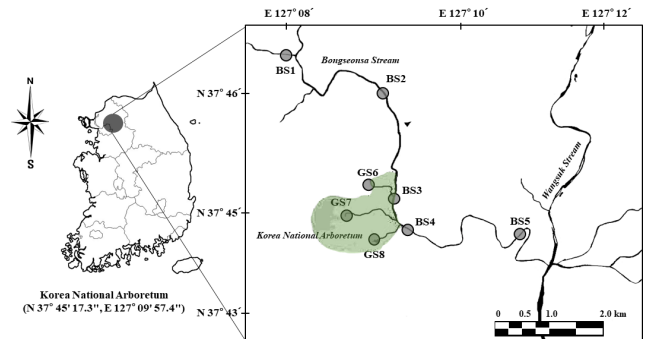 E 127° 08′ E 127° 10′ E 127° 12′
BS1
Bongseonsa Stream
BS2
N 37° 46′
N
S
GS6
BS3
GS7
N 37° 45′
BS4
BS5
Wangsuk Stream
Korea National Arboretum
GS8
Korea National Arboretum
(N 37° 45' 17.3", E 127° 09' 57.4")
N 37° 43′
0 0.5 1.0 2.0 km